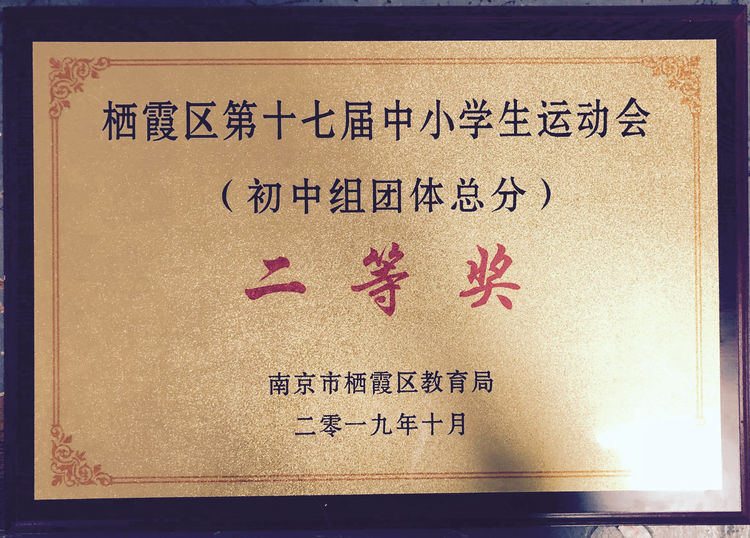 栖霞区第十七届中小学生运动会
（初中组团体总分）
二等奖
南京市栖霞区教育局
二零一九年十月